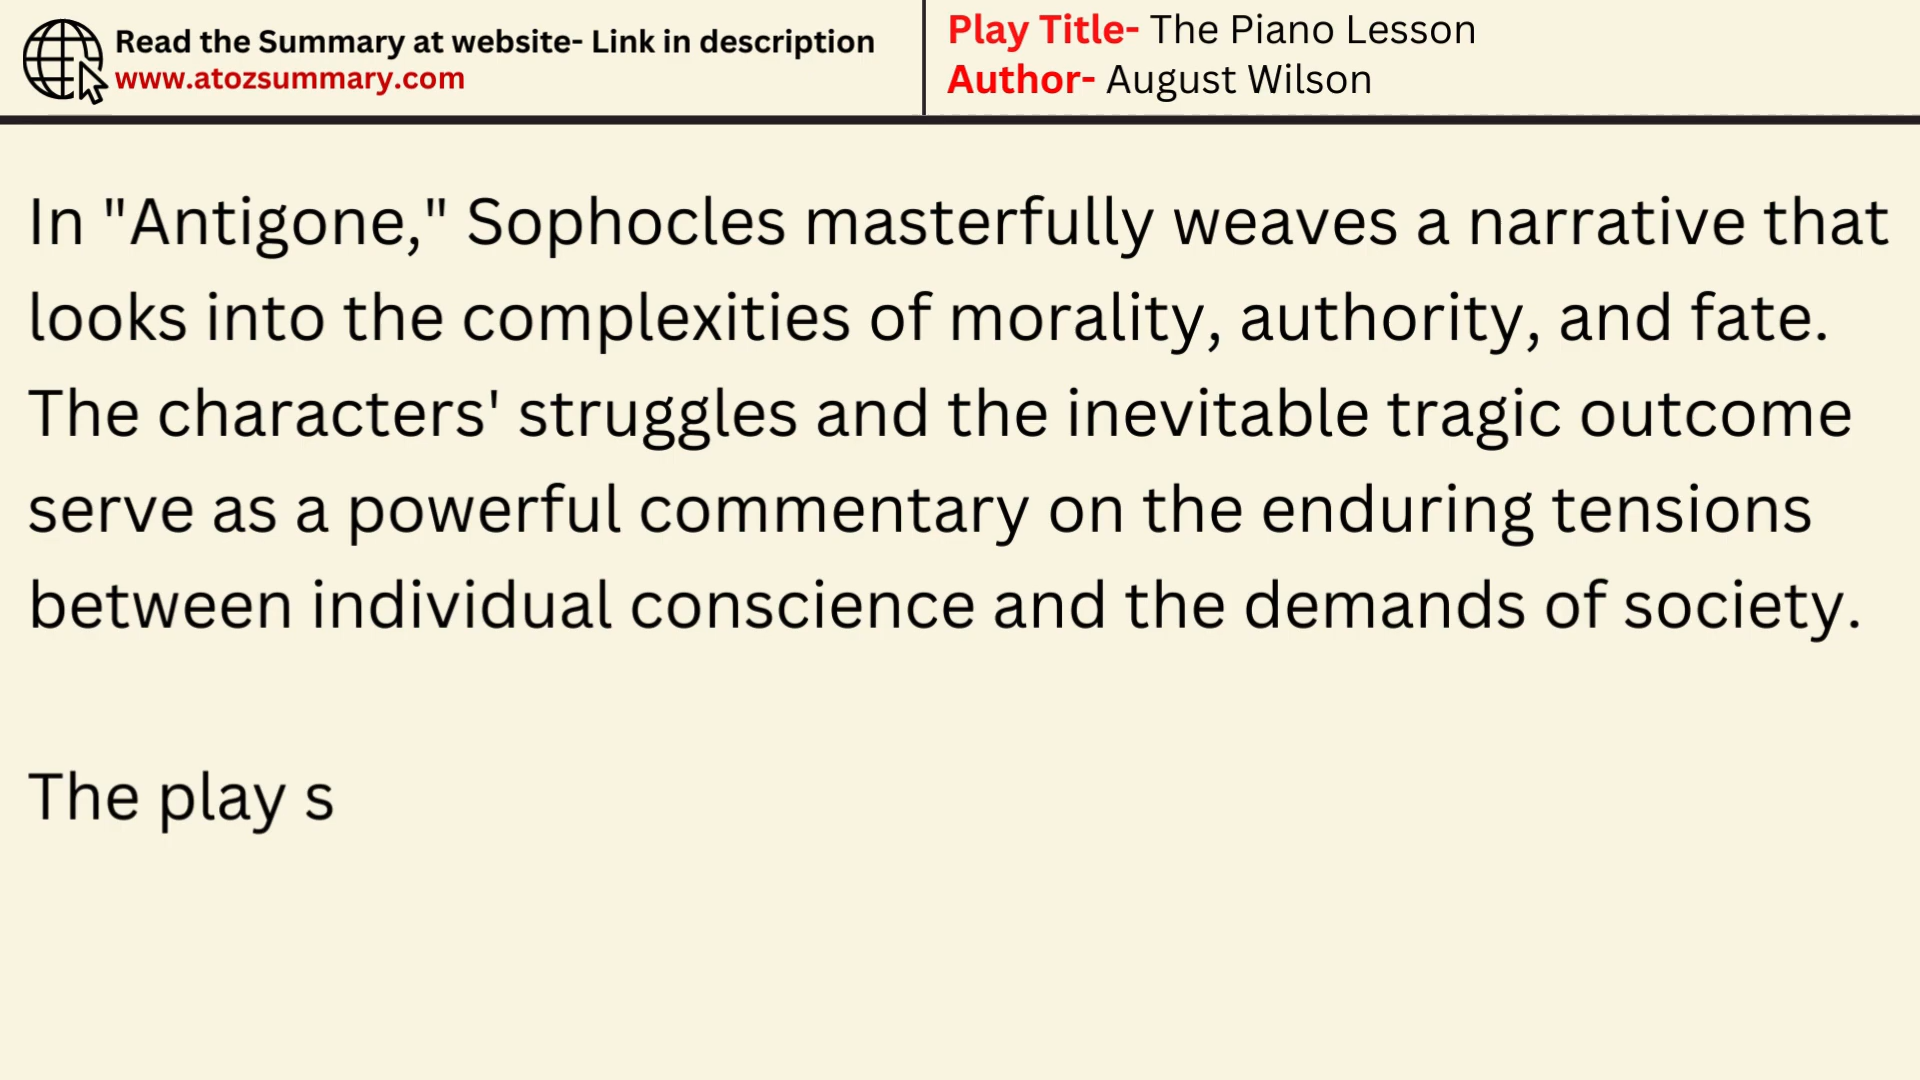 Read the Summary at website- Link in description
www.atozsummary.com
Play Title- The Piano Lesson
Author- August Wilson
In "Antigone," Sophocles masterfully weaves a narrative that
looks into the complexities of morality, authority, and fate.
The characters' struggles and the inevitable tragic outcome
serve as a powerful commentary on the enduring tensions
between individual conscience and the demands of society.
The play s